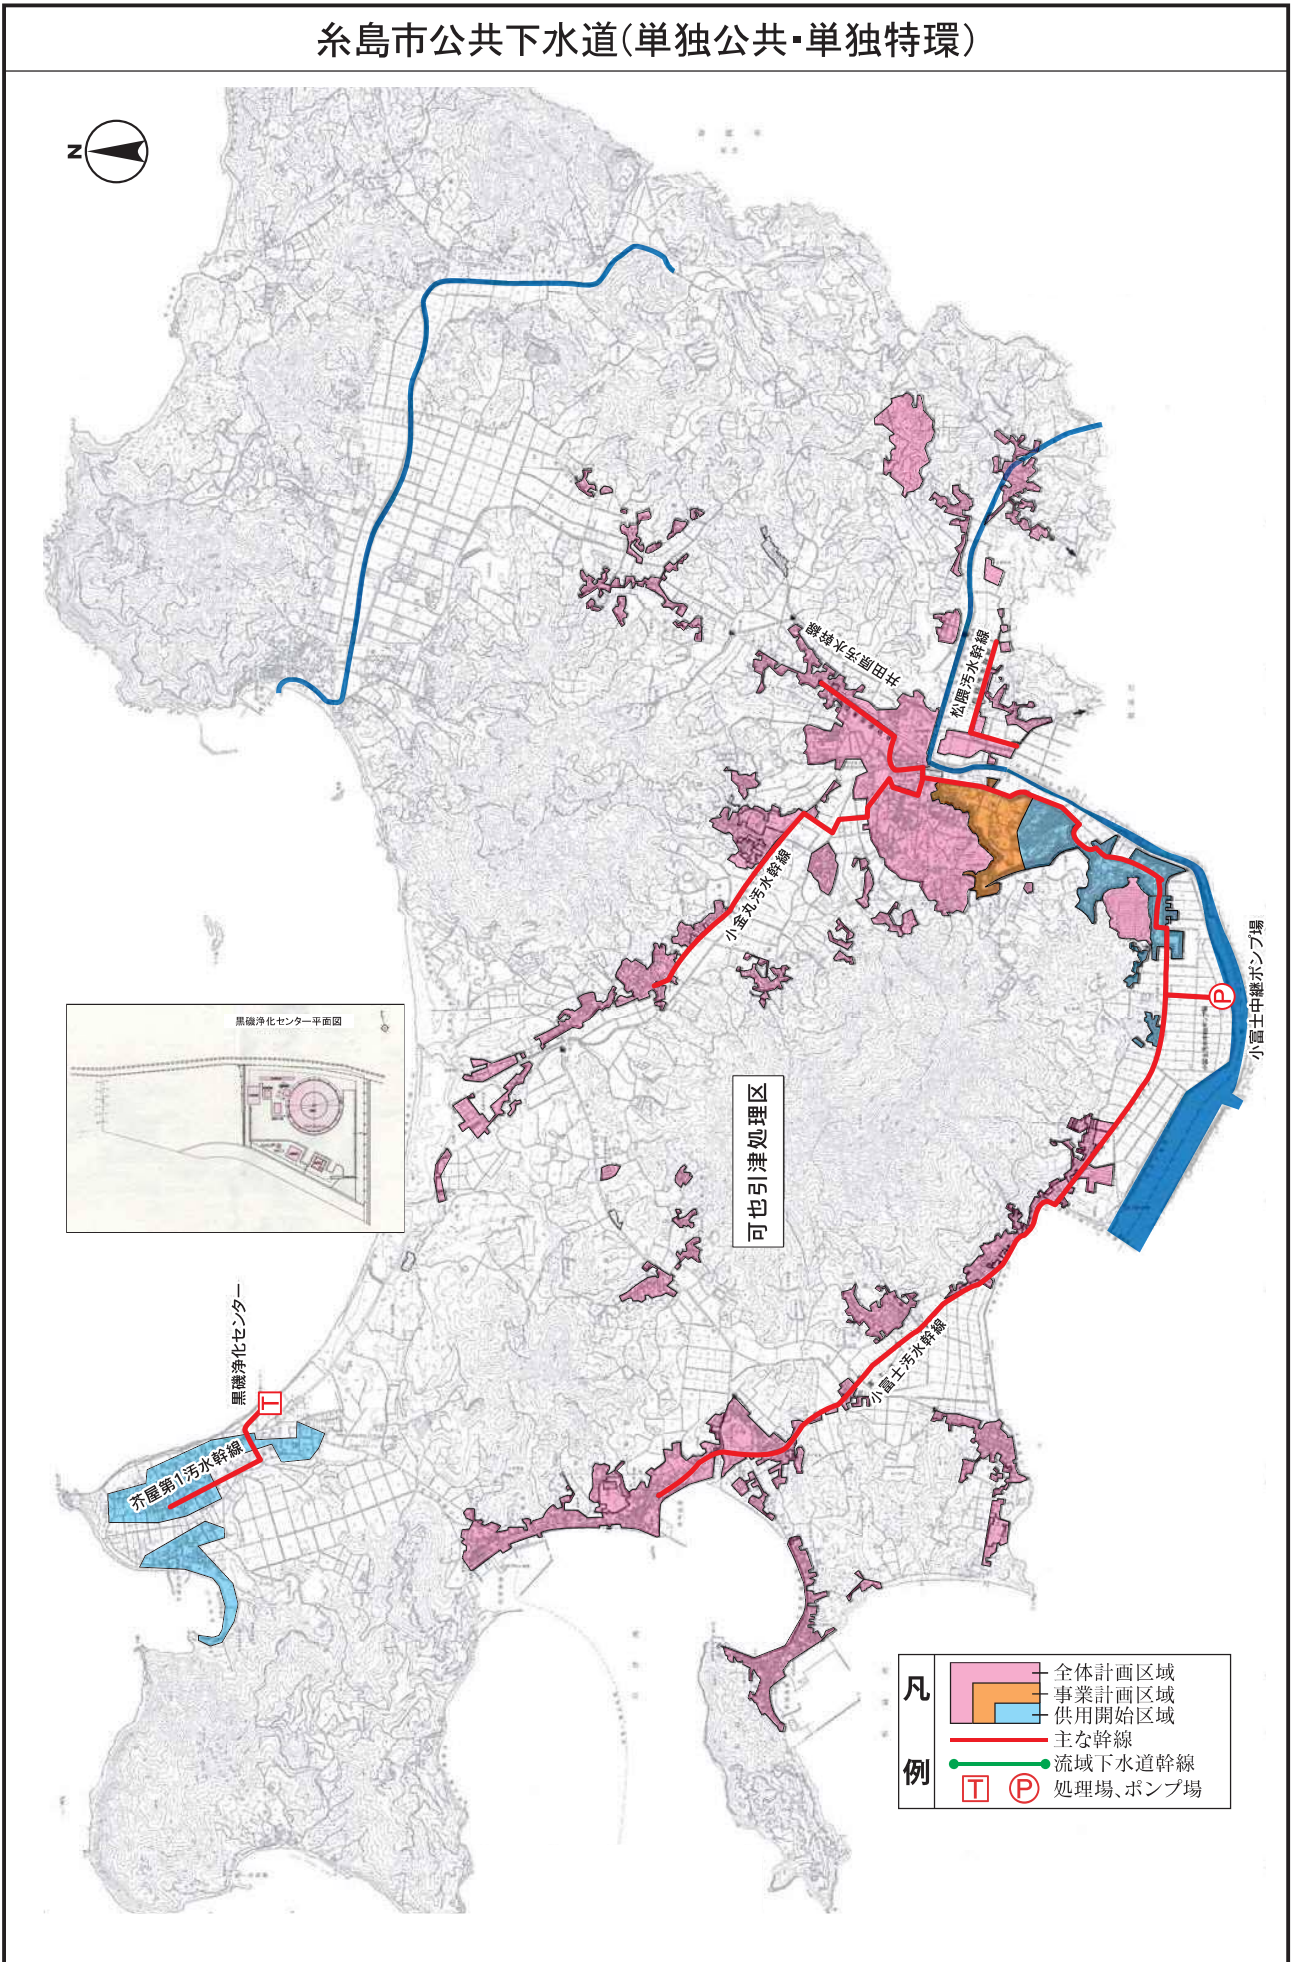 糸島市公共下水道(単独公共・単独特環)
N
井田原汚水幹線
松隈汚水幹線
小金丸汚水幹線
小富士中継ポンプ場
P
黒磯浄化センター平面図
可也引津処理区
黒磯浄化センター
T
芥屋第1汚水幹線
小富士汚水幹線
凡例
全体計画区域
事業計画区域
供用開始区域
主な幹線
流域下水道幹線
T P 処理場、ポンプ場